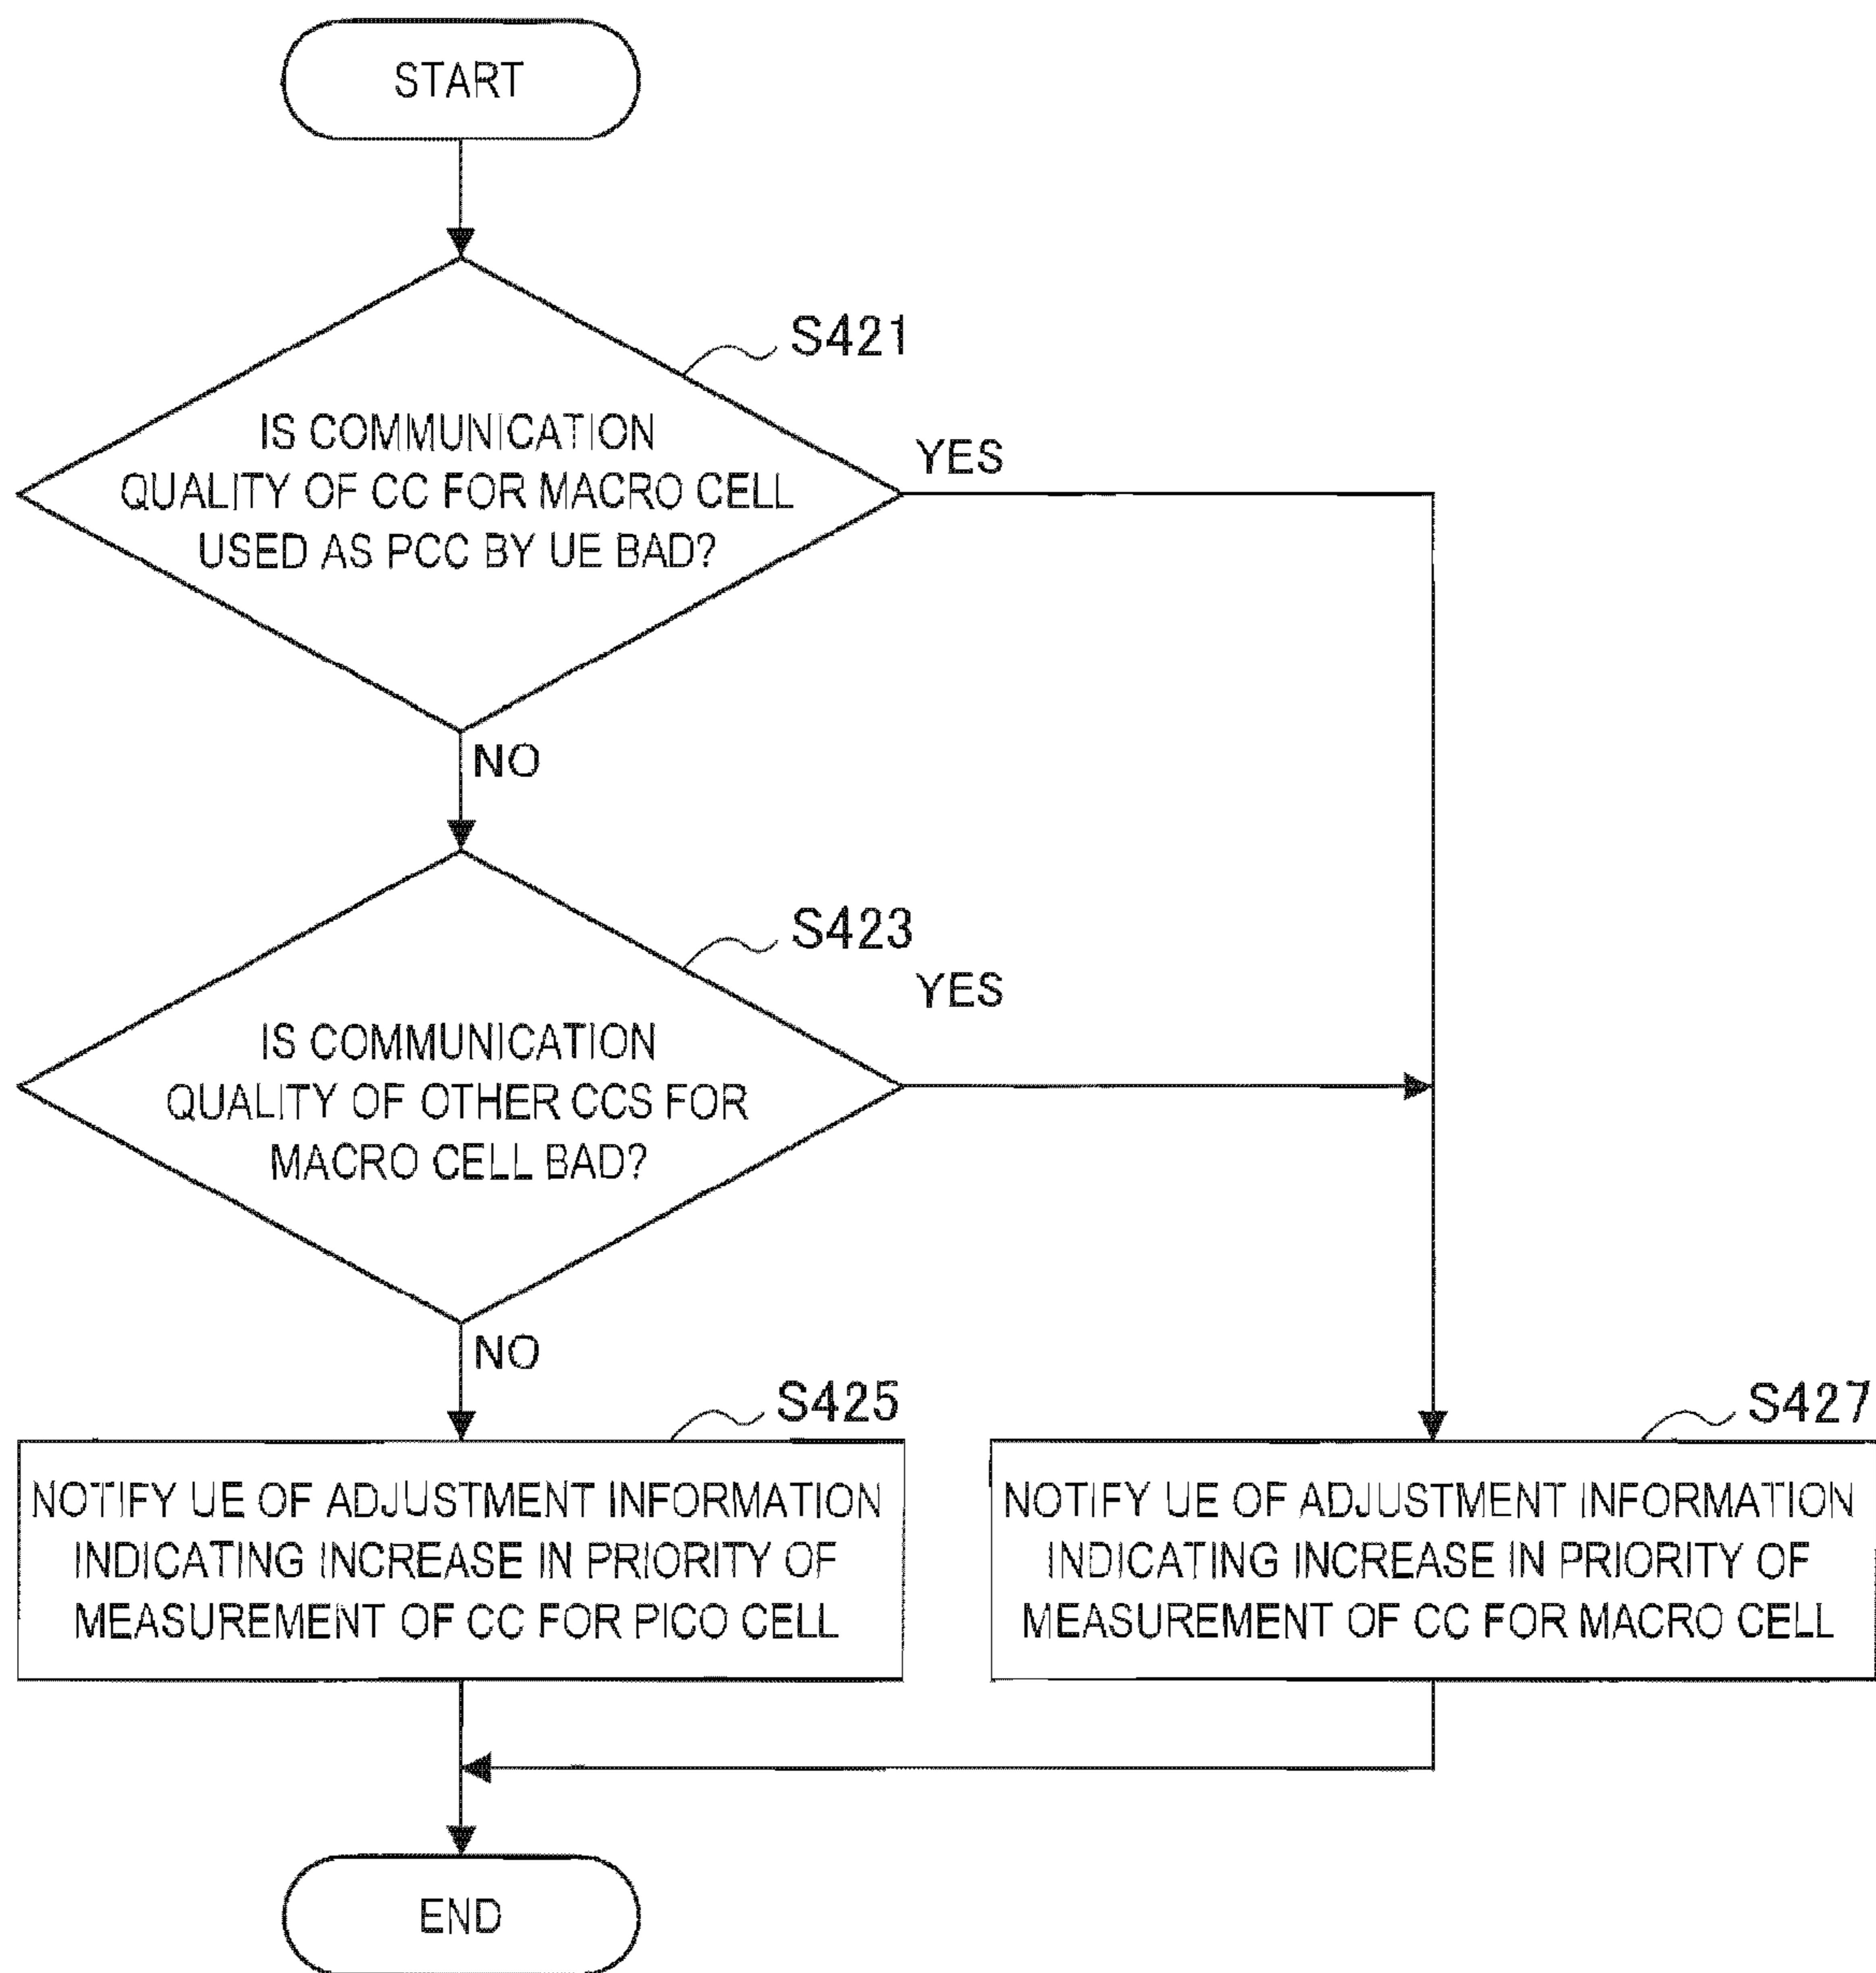 START
S421
IS COMMUNICATION
QUALITY OF CC FOR MACRO CELL
USED AS PCC BY UE BAD?
YES
NO
S423
YES
IS COMMUNICATION
QUALITY OF OTHER CCS FOR
MACRO CELL BAD?
NO
S425
NOTIFY UE OF ADJUSTMENT INFORMATION
INDICATING INCREASE IN PRIORITY OF
MEASUREMENT OF CC FOR PICO CELL
S427
NOTIFY UE OF ADJUSTMENT INFORMATION
INDICATING INCREASE IN PRIORITY OF
MEASUREMENT OF CC FOR MACRO CELL
END